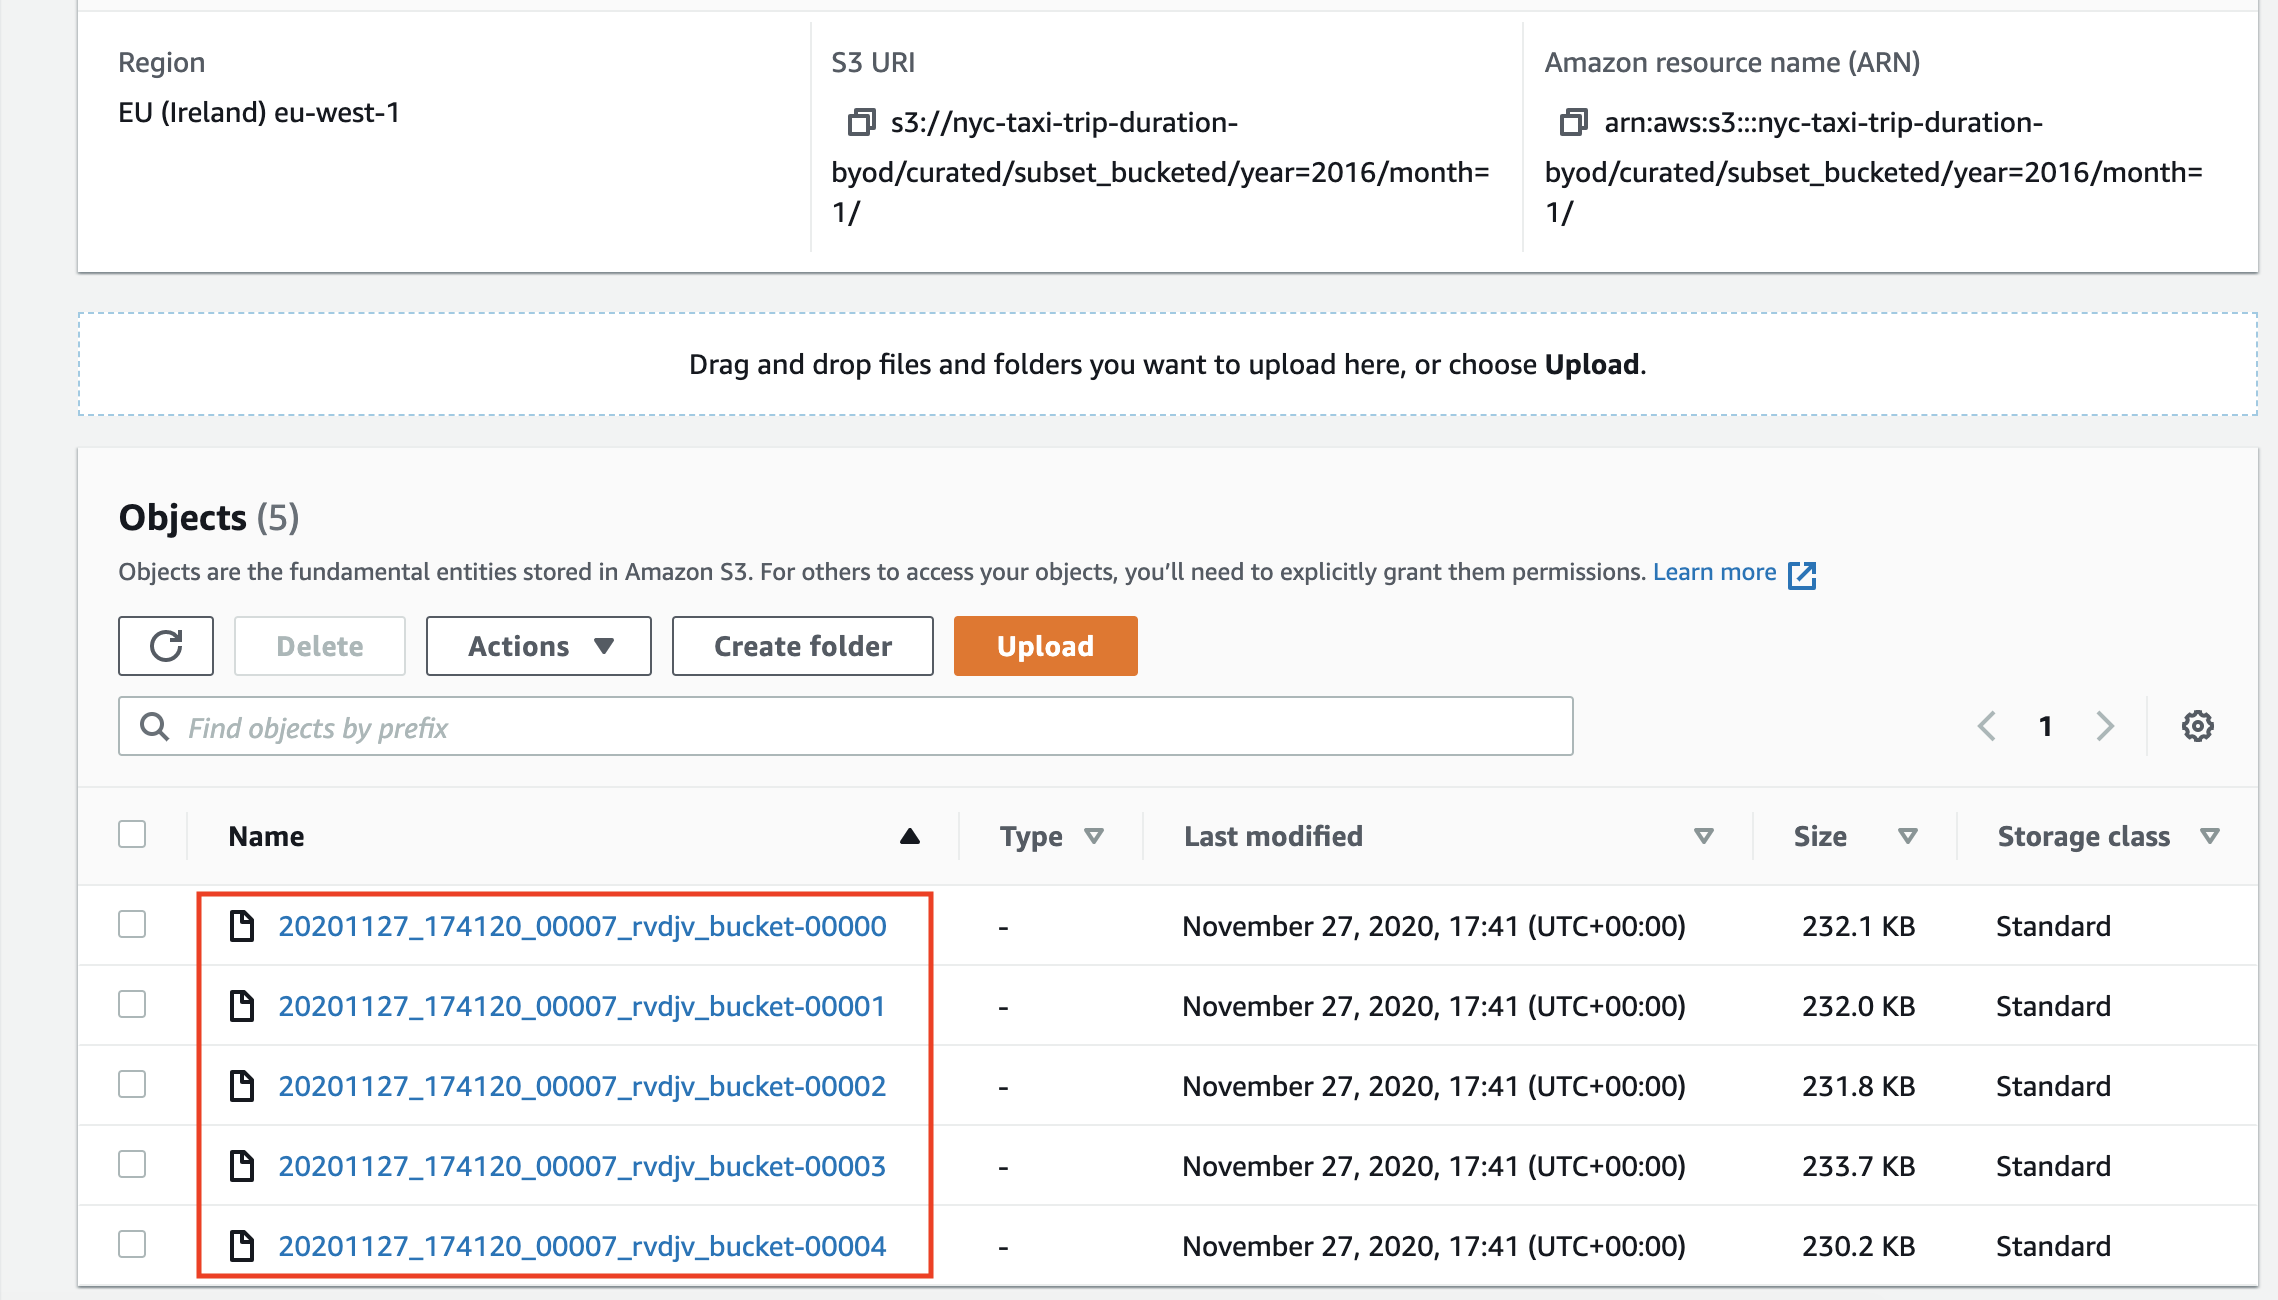 Region
EU (Ireland) eu-west-1
S3 URI
s3://nyc-taxi-trip-duration-
byod/curated/subset_bucketed/year=2016/month=
1/
Amazon resource name (ARN)
arn:aws:s3:::nyc-taxi-trip-duration-
byod/curated/subset_bucketed/year=2016/month=
1/
Drag and drop files and folders you want to upload here, or choose Upload.
Objects (5)
Objects are the fundamental entities stored in Amazon S3. For others to access your objects, you’ll need to explicitly grant them permissions. Learn more
Delete Actions Create folder Upload
Find objects by prefix 1
Name Type Last modified Size Storage class
20201127_174120_00007_rvdjv_bucket-00000 - November 27, 2020, 17:41 (UTC+00:00) 232.1 KB Standard
20201127_174120_00007_rvdjv_bucket-00001 - November 27, 2020, 17:41 (UTC+00:00) 232.0 KB Standard
20201127_174120_00007_rvdjv_bucket-00002 - November 27, 2020, 17:41 (UTC+00:00) 231.8 KB Standard
20201127_174120_00007_rvdjv_bucket-00003 - November 27, 2020, 17:41 (UTC+00:00) 233.7 KB Standard
20201127_174120_00007_rvdjv_bucket-00004 - November 27, 2020, 17:41 (UTC+00:00) 230.2 KB Standard